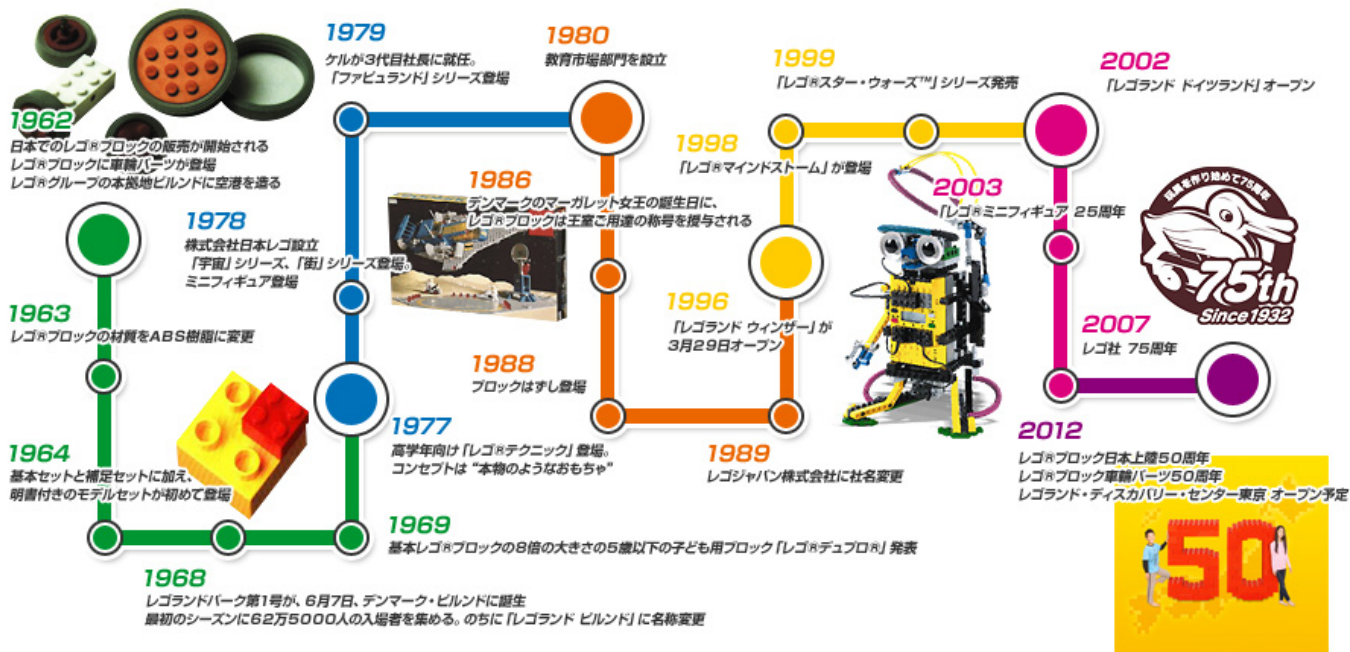 1962
日本でのレゴ®ブロックの販売が開始される
レゴ®ブロックに車輪パーツが登場
レゴ®グループの本拠地ビルンドに空港を造る
1963
レゴ®ブロックの材質をABS樹脂に変更
1964
基本セットと補足セットに加え、
明書付きのモデルセットが初めて登場
1968
レゴランドパーク第1号が、6月7日、デンマーク・ビルンドに誕生
最初のシーズンに62万5000人の入場者を集める。のちに「レゴランド ビルンド」に名称変更
1969
基本レゴ®ブロックの8倍の大きさの5歳以下の子ども用ブロック「レゴ®デュプロ®」発表
1977
高学年向け「レゴ®テクニック」登場。
コンセプトは“本物のようなおもちゃ”
1978
株式会社日本レゴ設立
「宇宙」シリーズ、「街」シリーズ登場。
ミニフィギュア登場
1979
ケルが3代目社長に就任。
「ファビュランド」シリーズ登場
1980
教育市場部門を設立
1986
デンマークのマーガレット女王の誕生日に、
レゴ®ブロックは王室ご用達の称号を授与される
1988
ブロックはずし登場
1989
レゴジャパン株式会社に社名変更
1996
「レゴランド ウィンザー」が
3月29日オープン
1998
「レゴ®マインドストーム」が登場
1999
「レゴ®スター・ウォーズ™」シリーズ発売
2002
「レゴランド ドイツランド」オープン
2003
「レゴ®ミニフィギュア 25周年
2007
レゴ社 75周年
玩具を作り始めて75周年
75th
Since1932
2012
レゴ®ブロック日本上陸50周年
レゴ®ブロック車輪パーツ50周年
レゴランド・ディスカバリー・センター東京 オープン予定
50